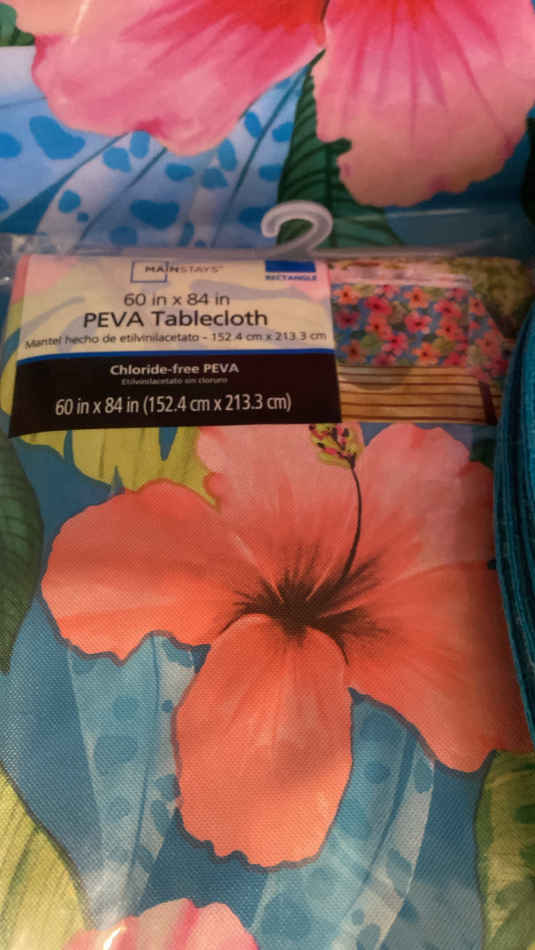 MAINSTAYS
RECTANGLE
60 in x 84 in
PEVA Tablecloth
Mantel hecho de etilvinilacetato - 152.4 cm x 213.3 cm
Chloride-free PEVA
Etilvinilacetato sin cloruro
60 in x 84 in (152.4 cm x 213.3 cm)